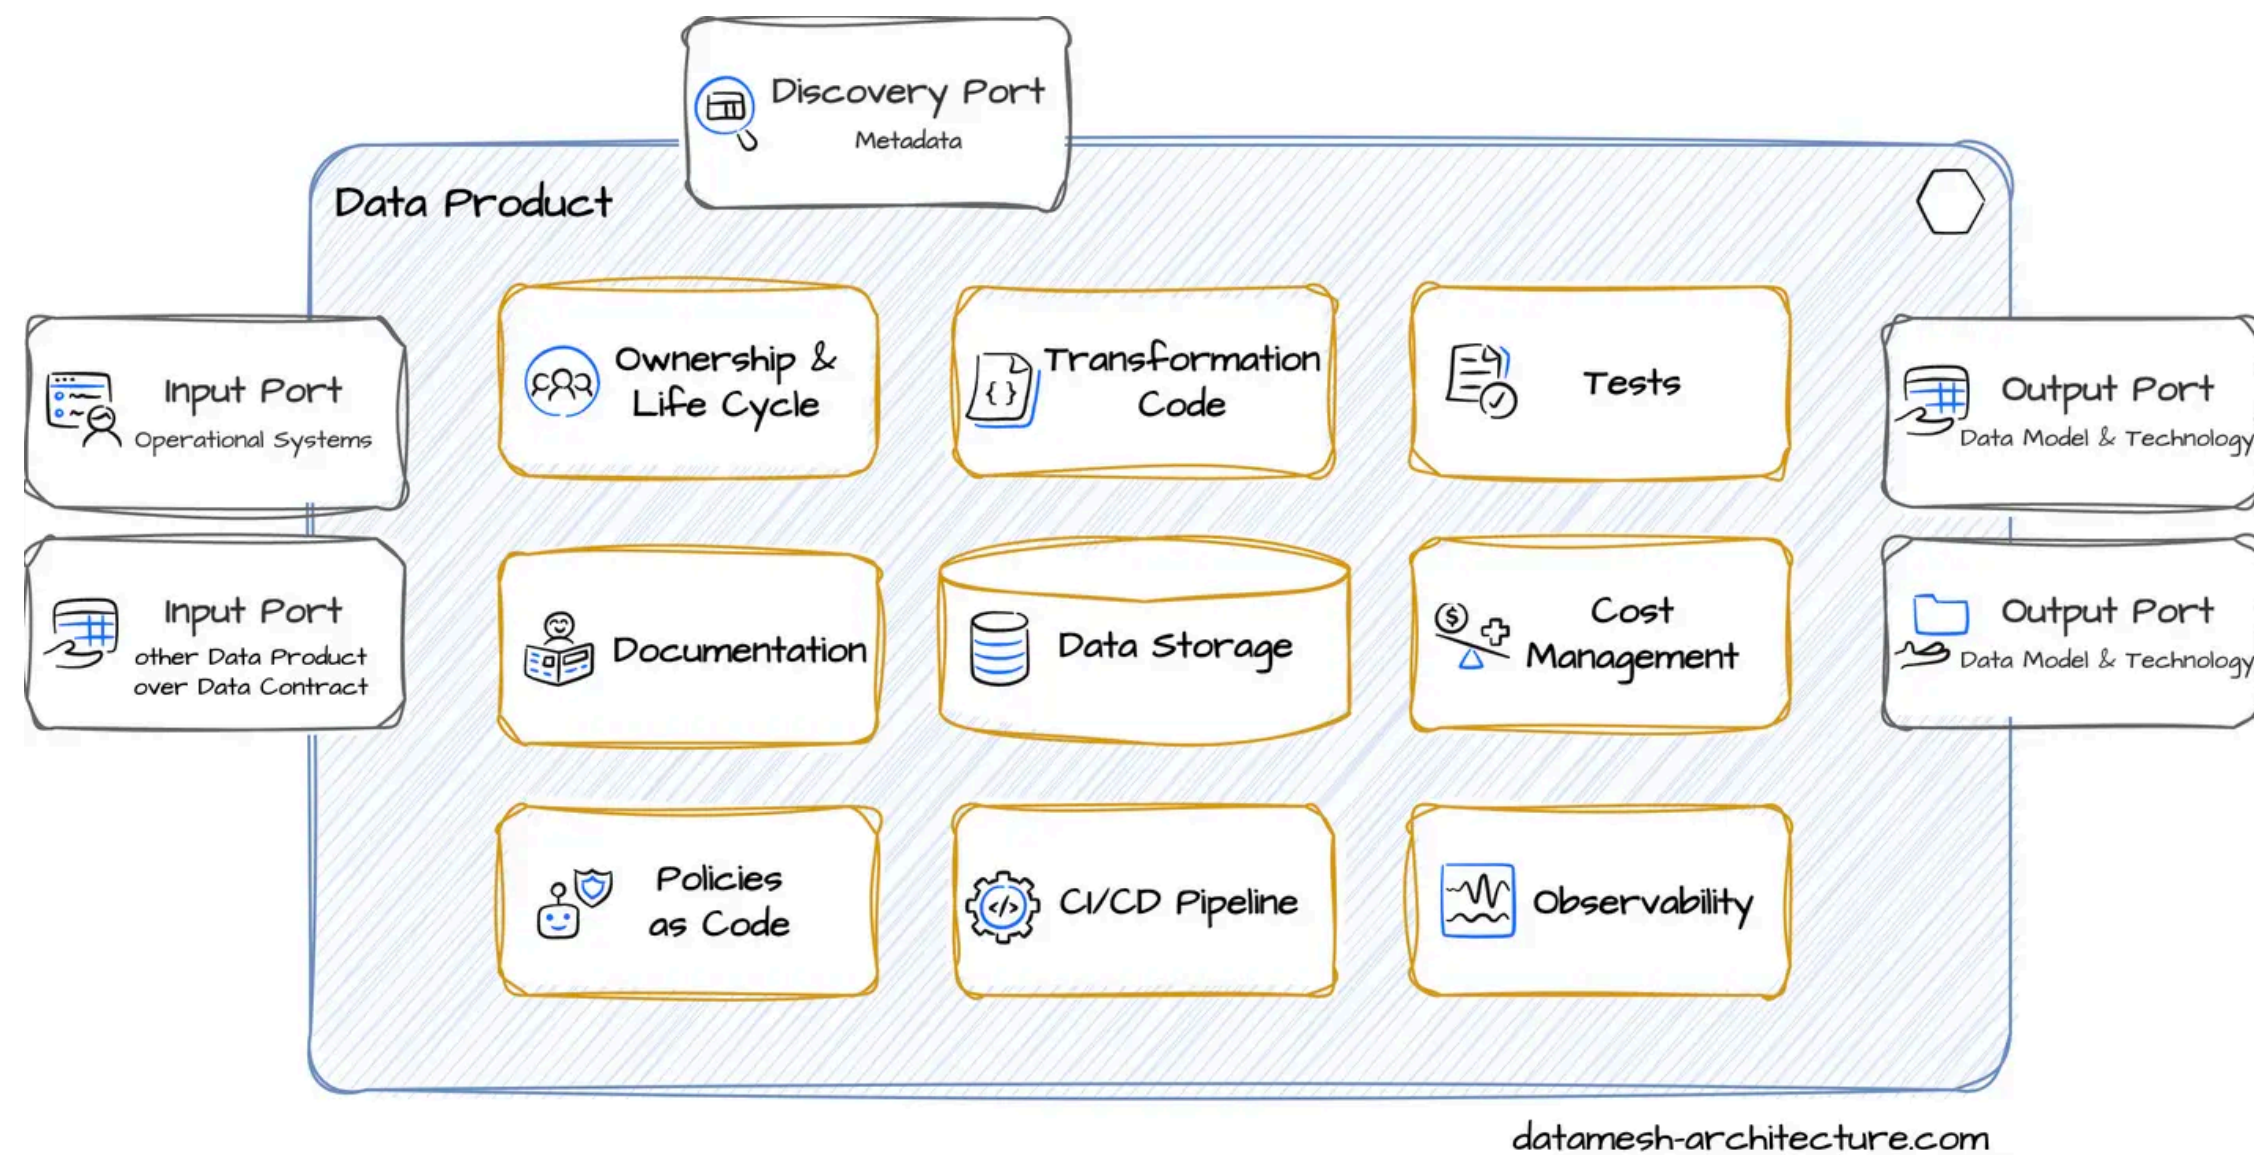 Discovery Port
Metadata
Data Product
Input Port
Operational Systems
Input Port
other Data Product
over Data Contract
Ownership &
Life Cycle
Transformation
Code
Tests
Documentation
Data Storage
Cost
Management
Policies
as Code
</>
CI/CD Pipeline
Observability
Output Port
Data Model & Technology
Output Port
Data Model & Technology
datamesh-architecture.com